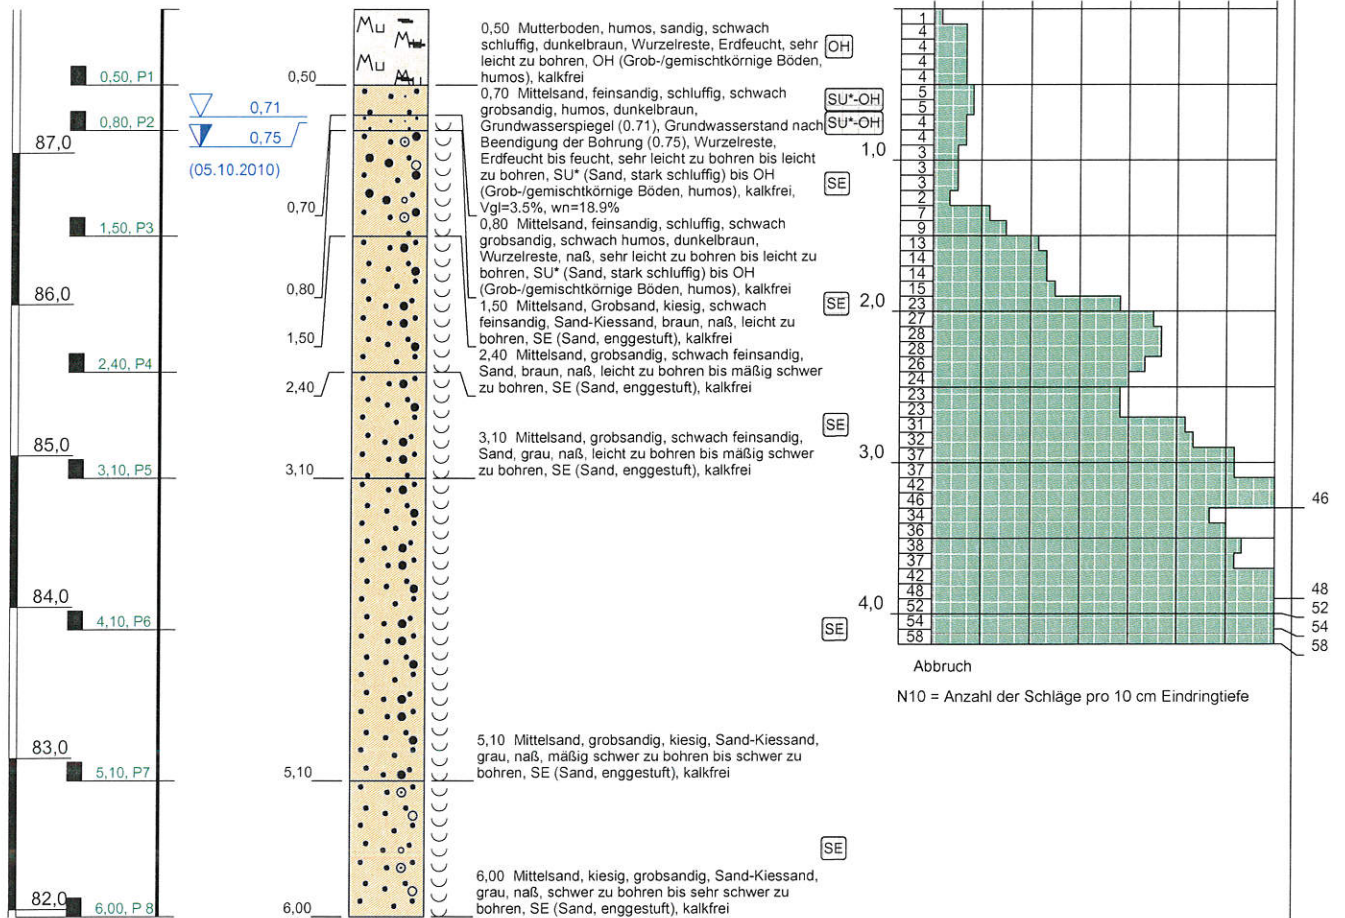 87,0
86,0
85,0
84,0
83,0
82,0
0,50, P1
0,80, P2
1,50, P3
2,40, P4
3,10, P5
4,10, P6
5,10, P7
6,00, P 8
0,71
0,75
(05.10.2010)
0,50
0,70
0,80
1,50
2,40
3,10
5,10
6,00
Mu
Mu
Mu
Mu
0,50 Mutterboden, humos, sandig, schwach
schluffig, dunkelbraun, Wurzelreste, Erdfeucht, sehr
leicht zu bohren, OH (Grob-/gemischtkörnige Böden,
humos), kalkfrei
0,70 Mittelsand, feinsandig, schluffig, schwach
grobsandig, humos, dunkelbraun,
Grundwasserspiegel (0.71), Grundwasserstand nach
Beendigung der Bohrung (0.75), Wurzelreste,
Erdfeucht bis feucht, sehr leicht zu bohren bis leicht
zu bohren, SU* (Sand, stark schluffig) bis OH
(Grob-/gemischtkörnige Böden, humos), kalkfrei,
Vgl=3.5%, wn=18.9%
0,80 Mittelsand, feinsandig, schluffig, schwach
grobsandig, schwach humos, dunkelbraun,
Wurzelreste, naß, sehr leicht zu bohren bis leicht zu
bohren, SU* (Sand, stark schluffig) bis OH
(Grob-/gemischtkörnige Böden, humos), kalkfrei
1,50 Mittelsand, Grobsand, kiesig, schwach
feinsandig, Sand-Kiessand, braun, naß, leicht zu
bohren, SE (Sand, enggestuft), kalkfrei
2,40 Mittelsand, grobsandig, schwach feinsandig,
Sand, braun, naß, leicht zu bohren bis mäßig schwer
zu bohren, SE (Sand, enggestuft), kalkfrei
3,10 Mittelsand, grobsandig, schwach feinsandig,
Sand, grau, naß, leicht zu bohren bis mäßig schwer
zu bohren, SE (Sand, enggestuft), kalkfrei
5,10 Mittelsand, grobsandig, kiesig, Sand-Kiessand,
grau, naß, mäßig schwer zu bohren bis schwer zu
bohren, SE (Sand, enggestuft), kalkfrei
6,00 Mittelsand, kiesig, grobsandig, Sand-Kiessand,
grau, naß, schwer zu bohren bis sehr schwer zu
bohren, SE (Sand, enggestuft), kalkfrei
OH
SU*-OH
SU*-OH
SE
SE
SE
SE
SE
1,0
2,0
3,0
4,0
1
4
4
4
4
5
5
4
4
3
3
3
2
7
9
13
14
14
15
23
27
28
28
26
24
23
23
31
32
37
37
42
46
34
36
38
37
42
48
52
54
58
46
48
52
54
58
Abbruch
N10 = Anzahl der Schläge pro 10 cm Eindringtiefe